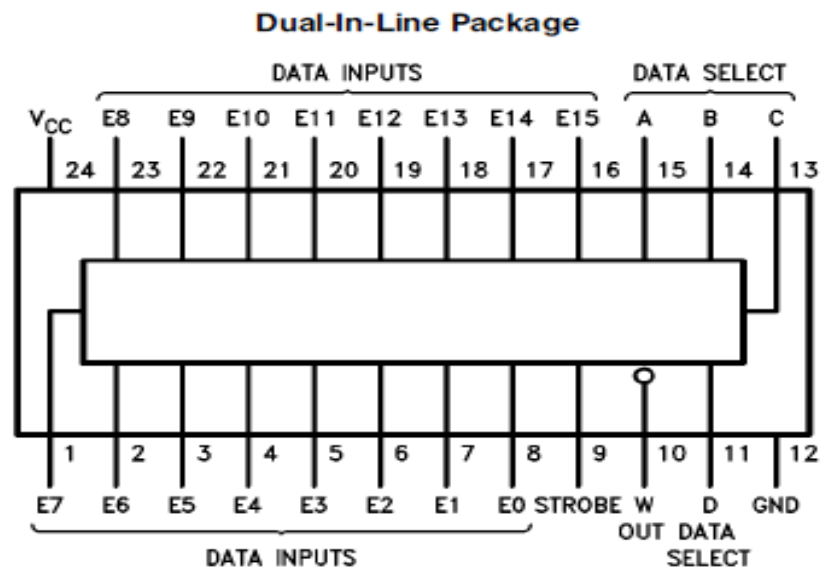 Dual-In-Line Package
DATA INPUTS DATA SELECT
VCC E8 E9 E10 E11 E12 E13 E14 E15 A B C
24 23 22 21 20 19 18 17 16 15 14 13
1 2 3 4 5 6 7 8 9 10 11 12
E7 E6 E5 E4 E3 E2 E1 E0 STROBE W D GND
OUT DATA
DATA INPUTS SELECT